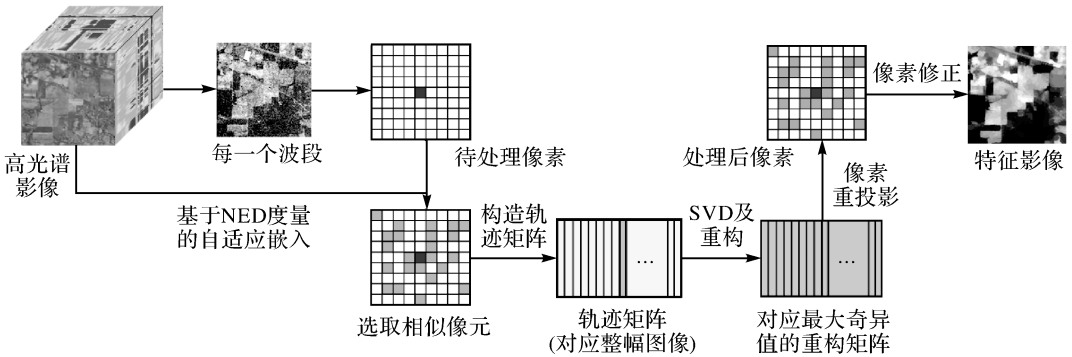 高光谱
影像
每一个波段
待处理像素
基于NED度量
的自适应嵌入
选取相似像元
构造轨
迹矩阵
...
轨迹矩阵
(对应整幅图像)
SVD及
重构
...
对应最大奇异
值的重构矩阵
像素
重投影
处理后像素
像素修正
特征影像